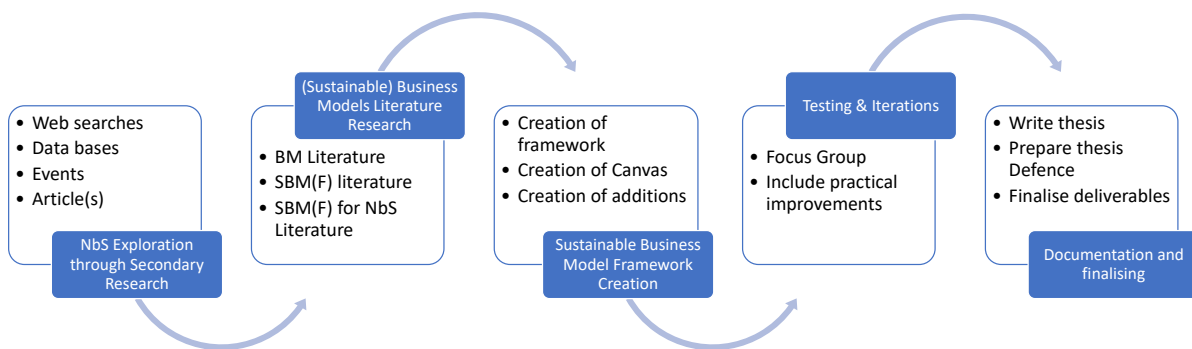 • Web searches
• Data bases
• Events
• Article(s)
NbS Exploration
through Secondary
Research
(Sustainable) Business
Models Literature
Research
• BM Literature
• SBM(F) literature
• SBM(F) for NbS
Literature
• Creation of
framework
• Creation of Canvas
• Creation of additions
Sustainable Business
Model Framework
Creation
Testing & Iterations
• Focus Group
• Include practical
improvements
• Write thesis
• Prepare thesis
Defence
• Finalise deliverables
Documentation and
finalising